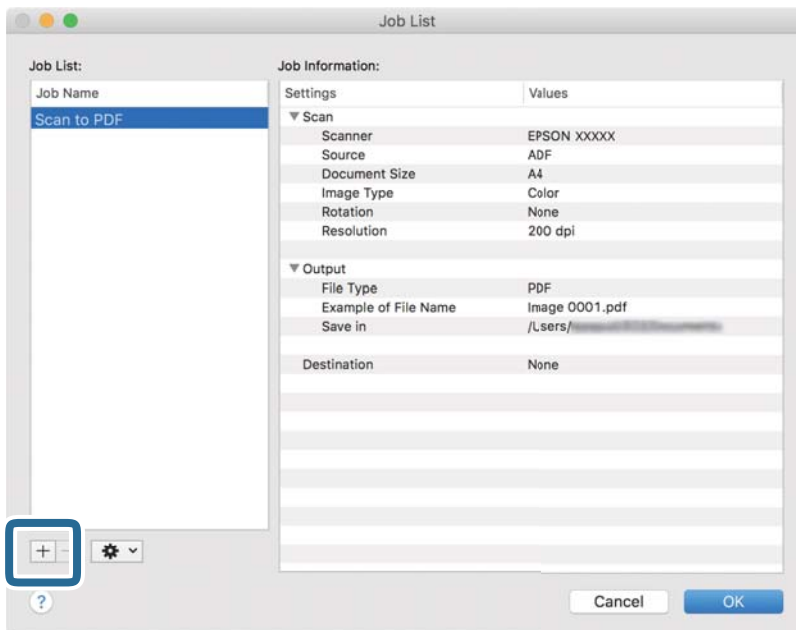 Job List
Job List:
Job Name
Scan to PDF
Job Information:
Settings Values
Scan
Scanner EPSON XXXXX
Source ADF
Document Size A4
Image Type Color
Rotation None
Resolution 200 dpi
Output
File Type PDF
Example of File Name Image 0001.pdf
Save in /Users/
Destination None
+ -
? Cancel OK